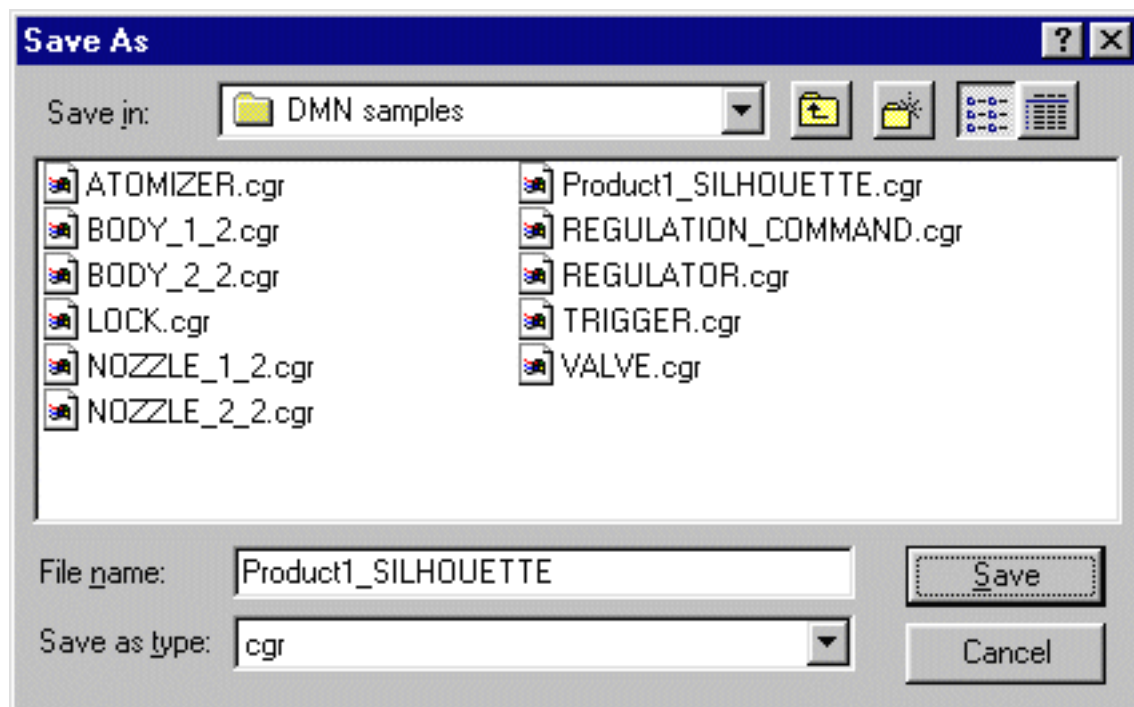 Save As
Save in: DMN samples
ATOMIZER.cgr
BODY_1_2.cgr
BODY_2_2.cgr
LOCK.cgr
NOZZLE_1_2.cgr
NOZZLE_2_2.cgr
Product1_SILHOUETTE.cgr
REGULATION_COMMAND.cgr
REGULATOR.cgr
TRIGGER.cgr
VALVE.cgr
File name: Product1_SILHOUETTE
Save
Save as type: cgr
Cancel